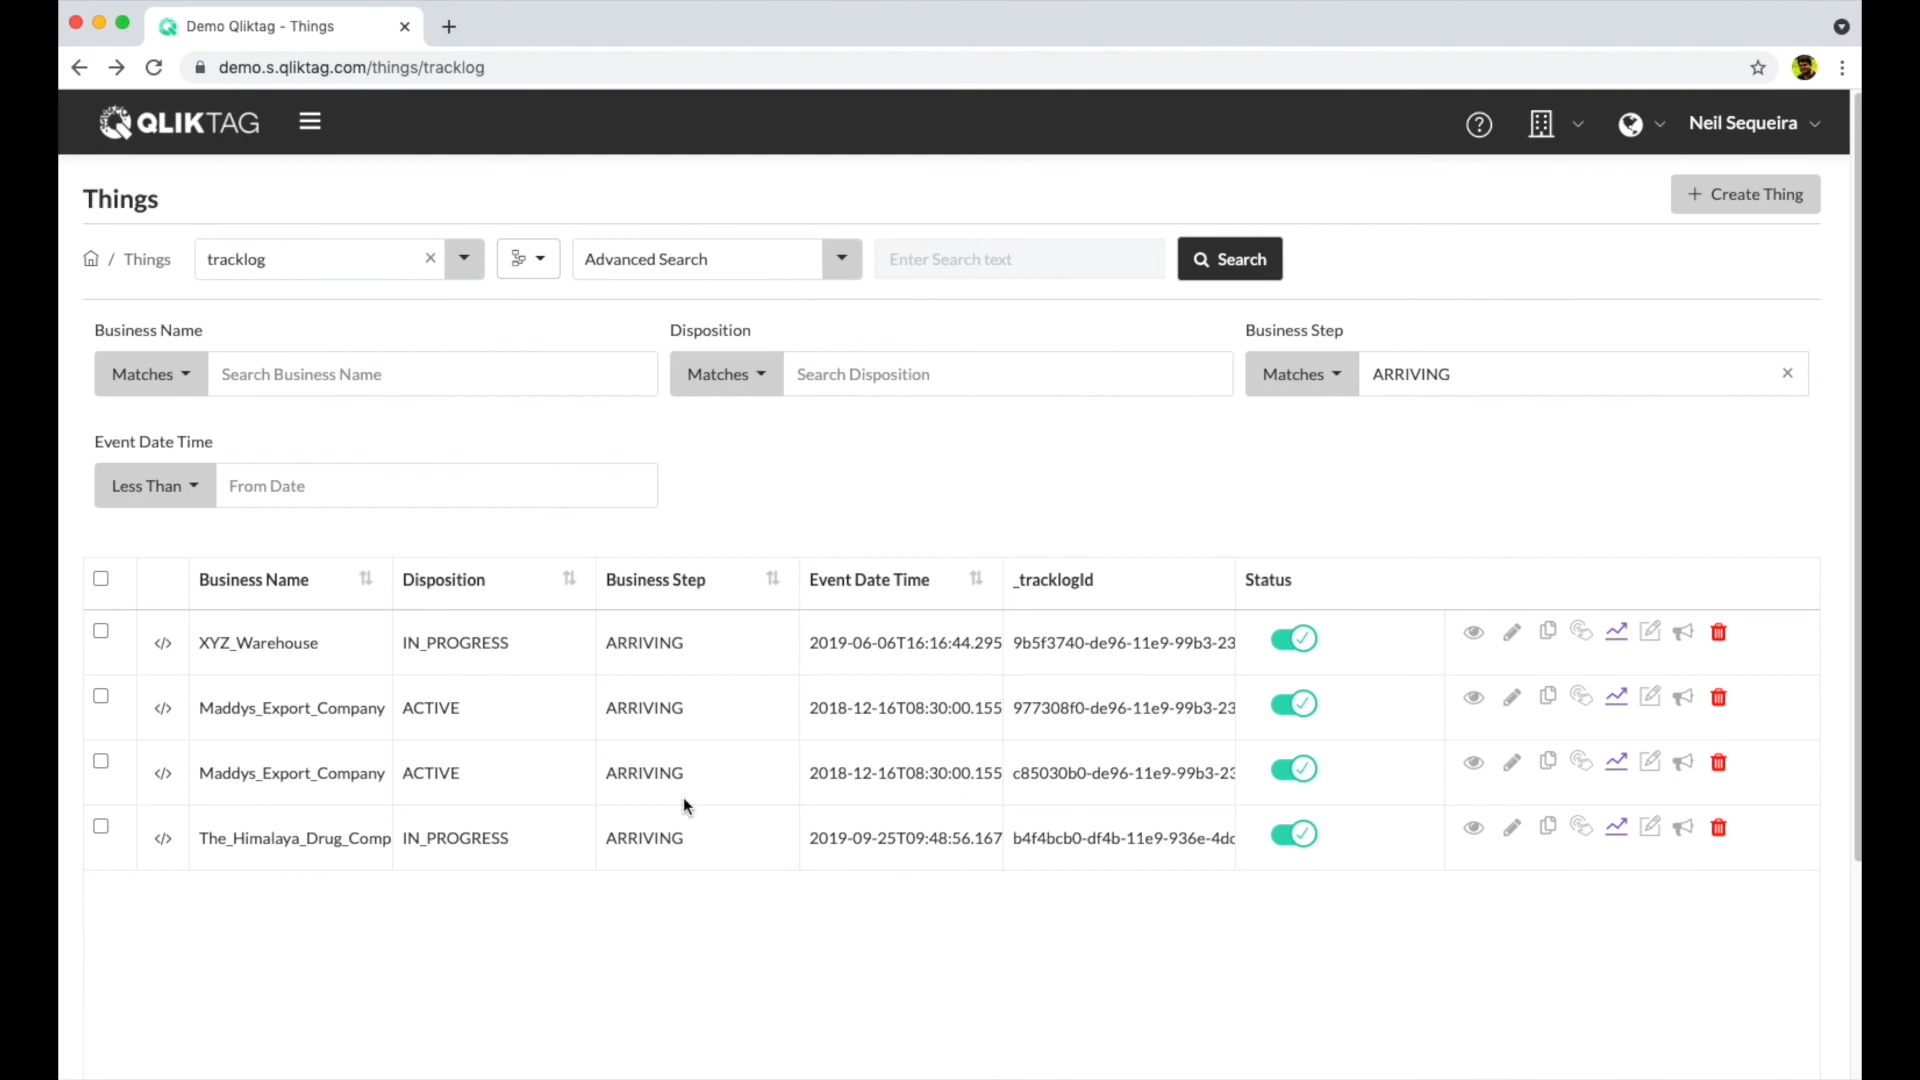 Demo Qliktag - Things
demo.s.qliktag.com/things/tracklog
QLIKTAG
Neil Sequeira
Things
+ Create Thing
/ Things
tracklog
Advanced Search
Enter Search text
Search
Business Name
Disposition
Business Step
Matches
Search Business Name
Matches
Search Disposition
Matches
ARRIVING
Event Date Time
Less Than
From Date
Business Name Disposition Business Step Event Date Time _tracklogId Status
</> XYZ_Warehouse IN_PROGRESS ARRIVING 2019-06-06T16:16:44.295 9b5f3740-de96-11e9-99b3-23
</> Maddys_Export_Company ACTIVE ARRIVING 2018-12-16T08:30:00.155 977308f0-de96-11e9-99b3-23
</> Maddys_Export_Company ACTIVE ARRIVING 2018-12-16T08:30:00.155 c85030b0-de96-11e9-99b3-23
</> The_Himalaya_Drug_Comp IN_PROGRESS ARRIVING 2019-09-25T09:48:56.167 b4f4bcb0-df4b-11e9-936e-4dc